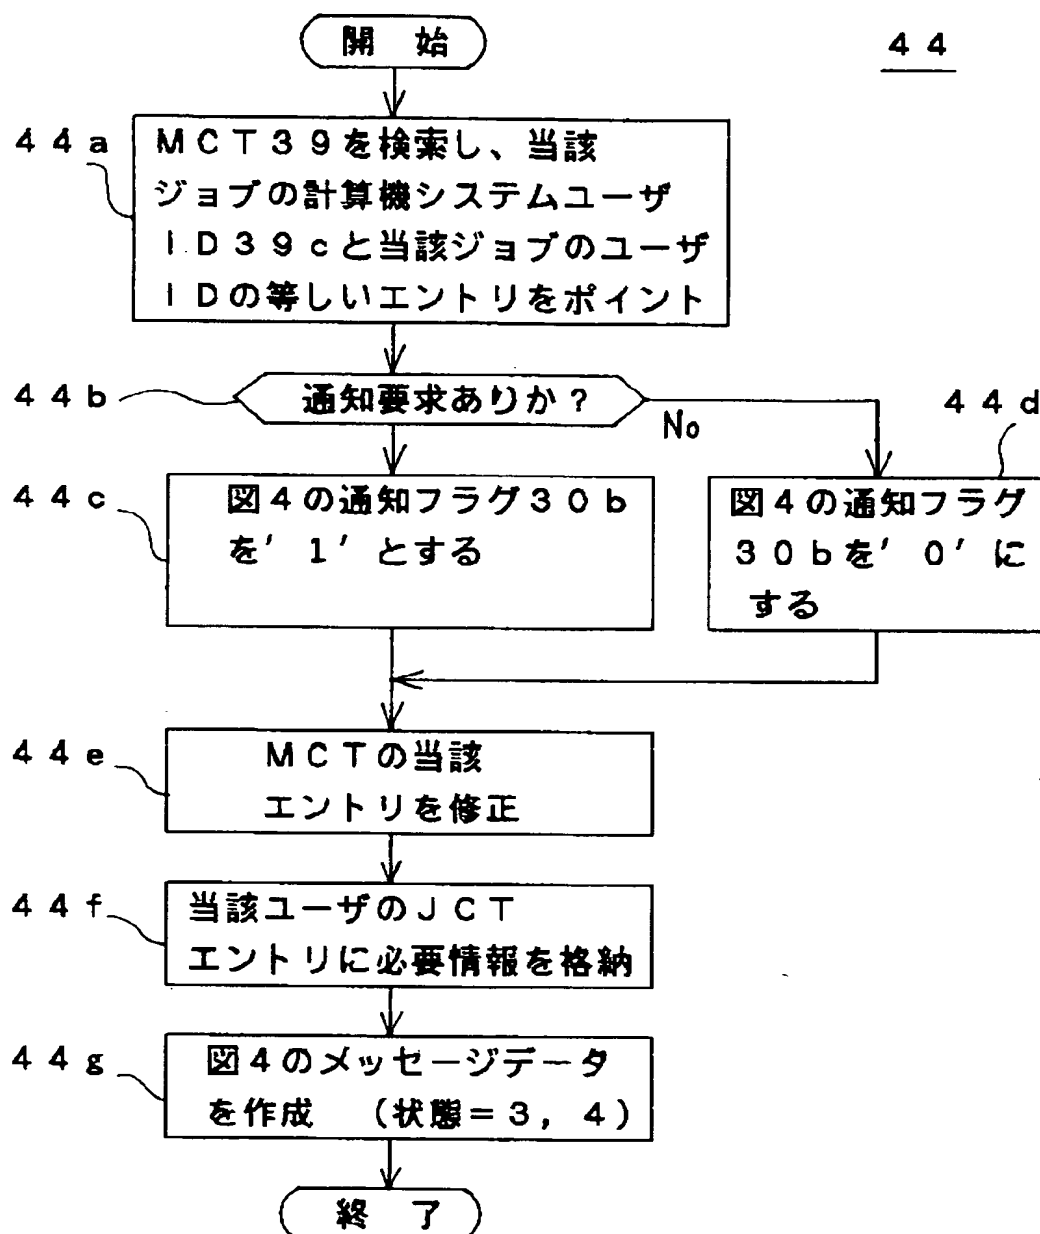 開 始
44
44a
MCT39を検索し、当該
ジョブの計算機システムユーザ
ID39cと当該ジョブのユーザ
IDの等しいエントリをポイント
44b
通知要求ありか?
No
44d
44c
図4の通知フラグ30b
を'1'とする
図4の通知フラグ
30bを'0'に
する
44e
MCTの当該
エントリを修正
44f
当該ユーザのJCT
エントリに必要情報を格納
44g
図4のメッセージデータ
を作成 (状態=3,4)
終 了